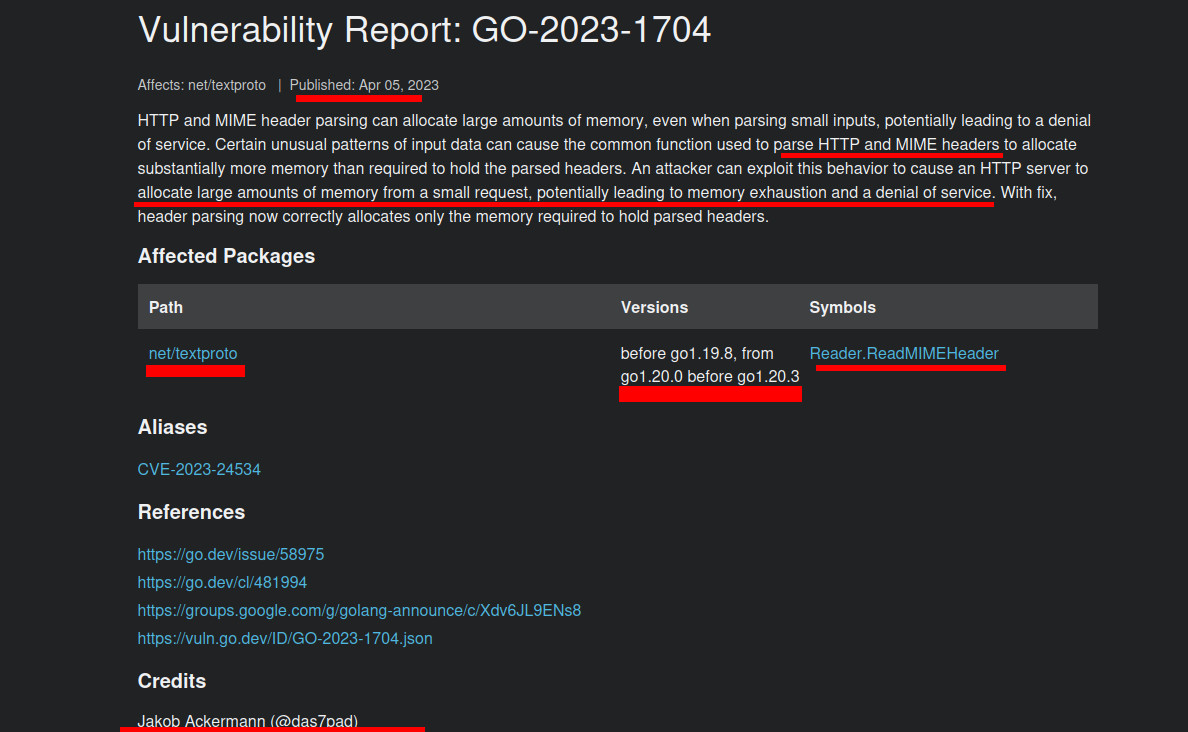 Vulnerability Report: GO-2023-1704
Affects: net/textproto | Published: Apr 05, 2023
HTTP and MIME header parsing can allocate large amounts of memory, even when parsing small inputs, potentially leading to a denial
of service. Certain unusual patterns of input data can cause the common function used to parse HTTP and MIME headers to allocate
substantially more memory than required to hold the parsed headers. An attacker can exploit this behavior to cause an HTTP server to
allocate large amounts of memory from a small request, potentially leading to memory exhaustion and a denial of service. With fix,
header parsing now correctly allocates only the memory required to hold parsed headers.
Affected Packages
Path Versions Symbols
net/textproto before go1.19.8, from Reader.ReadMIMEHeader
go1.20.0 before go1.20.3
Aliases
CVE-2023-24534
References
https://go.dev/issue/58975
https://go.dev/cl/481994
https://groups.google.com/g/golang-announce/c/Xdv6JL9ENs8
https://vuln.go.dev/ID/GO-2023-1704.json
Credits
Jakob Ackermann (@das7pad)